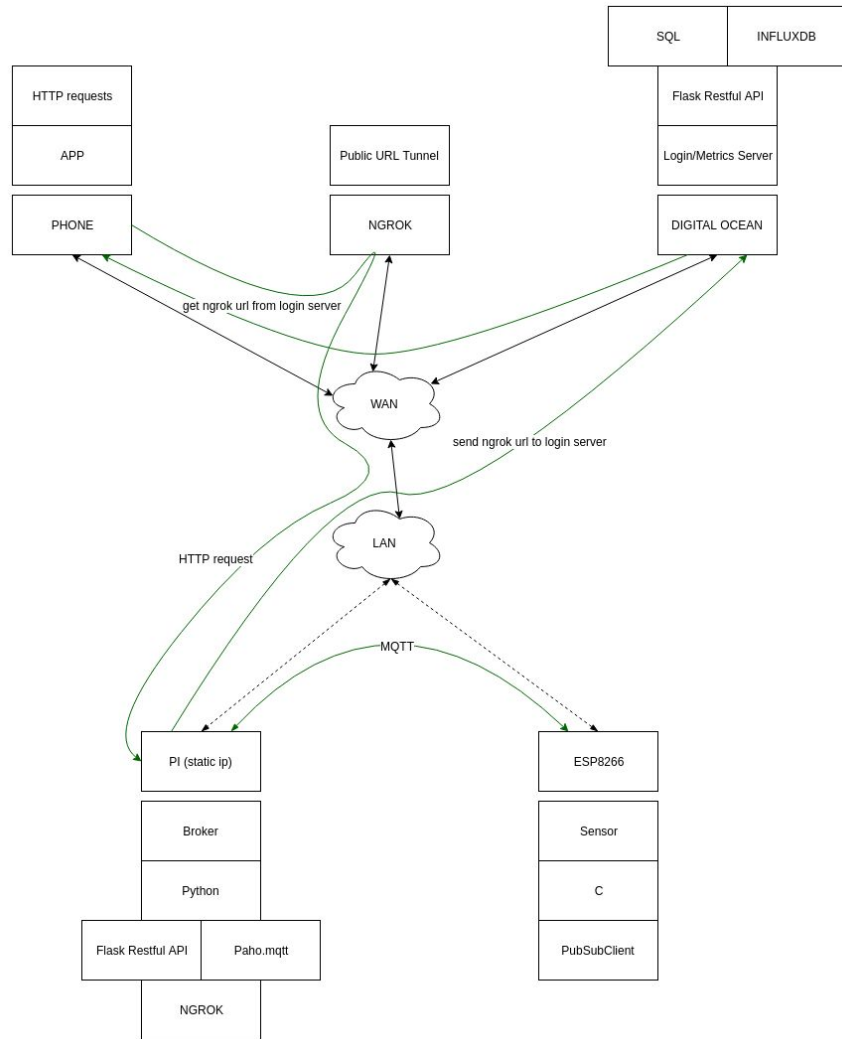 SQL
INFLUXDB
HTTP requests
Flask Restful API
APP
Public URL Tunnel
Login/Metrics Server
PHONE
NGROK
DIGITAL OCEAN
get ngrok url from login server
WAN
send ngrok url to login server
LAN
HTTP request
MQTT
PI (static ip)
ESP8266
Broker
Sensor
Python
C
Flask Restful API
Paho.mqtt
PubSubClient
NGROK